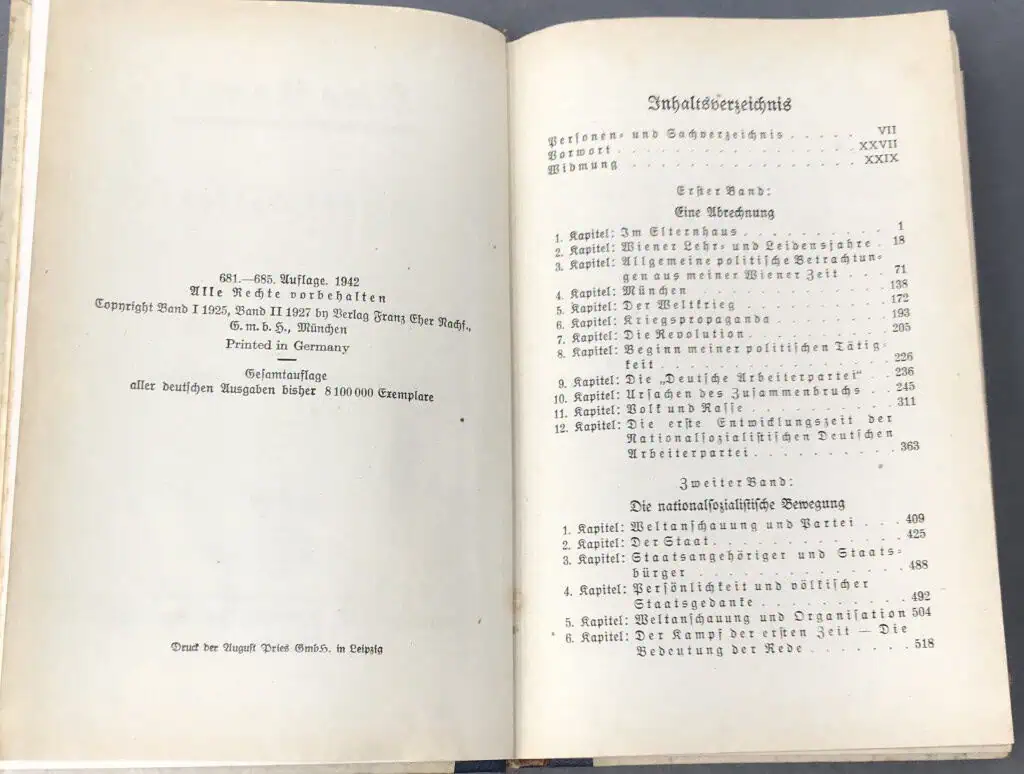 681.—685. Auflage. 1942
Alle Rechte vorbehalten
Copyright Band I 1925, Band II 1927 by Verlag Franz Eher Nachf.,
G. m. b. H., München
Printed in Germany
Gesamtauflage
aller deutschen Ausgaben bisher 8 100 000 Exemplare
Druck der August Pries GmbH. in Leipzig
Inhaltsverzeichnis
Personen- und Sachverzeichnis . . . . . VII
Vorwort . . . . . . . . . . . . . . . XXVII
Widmung . . . . . . . . . . . . . . . XXIX
Erster Band:
Eine Abrechnung
1. Kapitel: Im Elternhaus . . . . . . . . . . 1
2. Kapitel: Wiener Lehr- und Leidensjahre . 18
3. Kapitel: Allgemeine politische Betrachtun-
gen aus meiner Wiener Zeit . . . 71
4. Kapitel: München . . . . . . . . . . . . 138
5. Kapitel: Der Weltkrieg . . . . . . . . . 172
6. Kapitel: Kriegspropaganda . . . . . . . . 193
7. Kapitel: Die Revolution . . . . . . . . . 205
8. Kapitel: Beginn meiner politischen Tätig-
keit . . . . . . . . . . . . . 226
9. Kapitel: Die „Deutsche Arbeiterpartei“ . . 236
10. Kapitel: Ursachen des Zusammenbruchs . . 245
11. Kapitel: Volk und Rasse . . . . . . . . . 311
12. Kapitel: Die erste Entwicklungszeit der
Nationalsozialistischen Deutschen
Arbeiterpartei . . . . . . . . . 363
Zweiter Band:
Die nationalsozialistische Bewegung
1. Kapitel: Weltanschauung und Partei . . . 409
2. Kapitel: Der Staat . . . . . . . . . . . 425
3. Kapitel: Staatsangehöriger und Staats-
bürger . . . . . . . . . . . . 488
4. Kapitel: Persönlichkeit und völkischer
Staatsgedanke . . . . . . . . . 492
5. Kapitel: Weltanschauung und Organisation 504
6. Kapitel: Der Kampf der ersten Zeit — Die
Bedeutung der Rede . . . . . . . 518